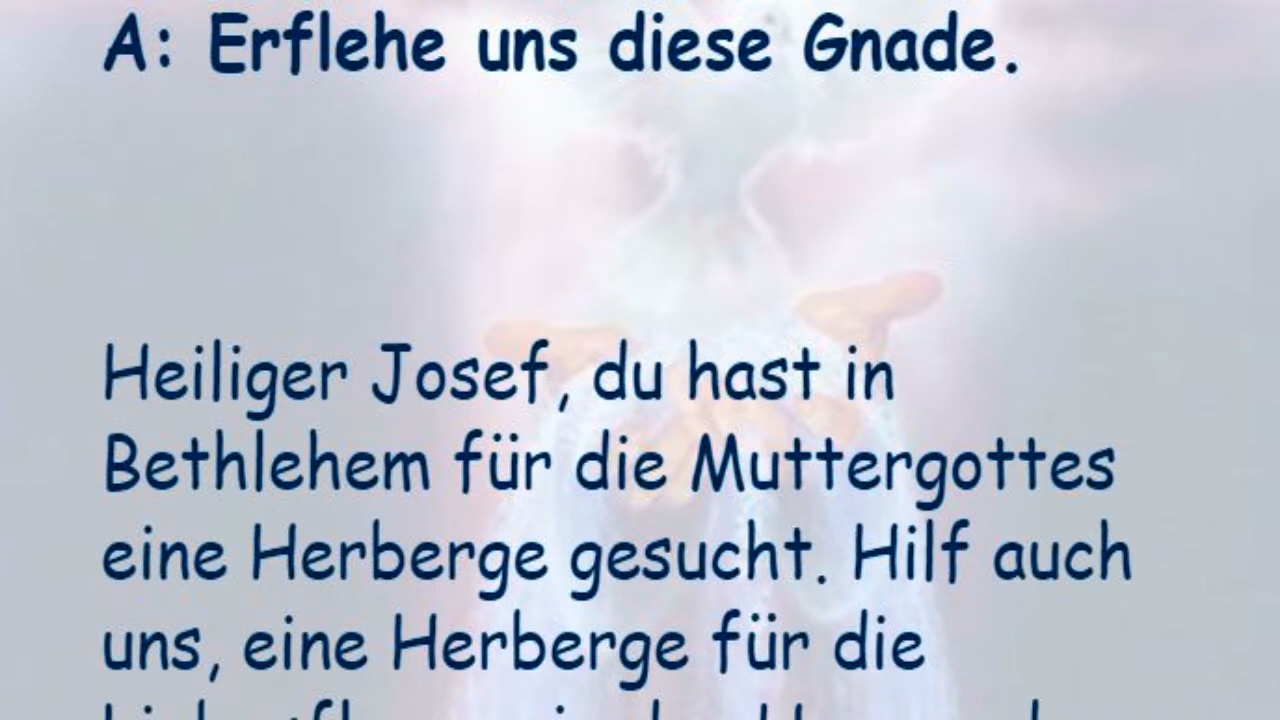 A: Erflehe uns diese Gnade.
Heiliger Josef, du hast in
Bethlehem für die Muttergottes
eine Herberge gesucht. Hilf auch
uns, eine Herberge für die